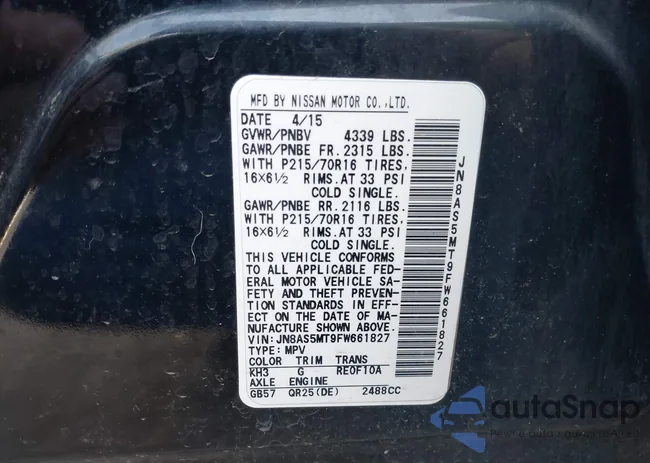 MFD BY NISSAN MOTOR CO.,LTD.
DATE 4/15
GVWR/PNBV 4339 LBS.
GAWR/PNBE FR. 2315 LBS.
WITH P215/70R16 TIRES,
16X6½ RIMS. AT 33 PSI
COLD SINGLE.
GAWR/PNBE RR. 2116 LBS.
WITH P215/70R16 TIRES,
16X6½ RIMS. AT 33 PSI
COLD SINGLE.
THIS VEHICLE CONFORMS
TO ALL APPLICABLE FED-
ERAL MOTOR VEHICLE SA-
FETY AND THEFT PREVEN-
TION STANDARDS IN EFF-
ECT ON THE DATE OF MA-
NUFACTURE SHOWN ABOVE.
VIN: JN8AS5MT9FW661827
TYPE: MPV
COLOR TRIM TRANS
KH3 G RE0F10A
AXLE ENGINE
GB57 QR25(DE) 2488CC
JN8AS5MT9FW661827
autaSnap